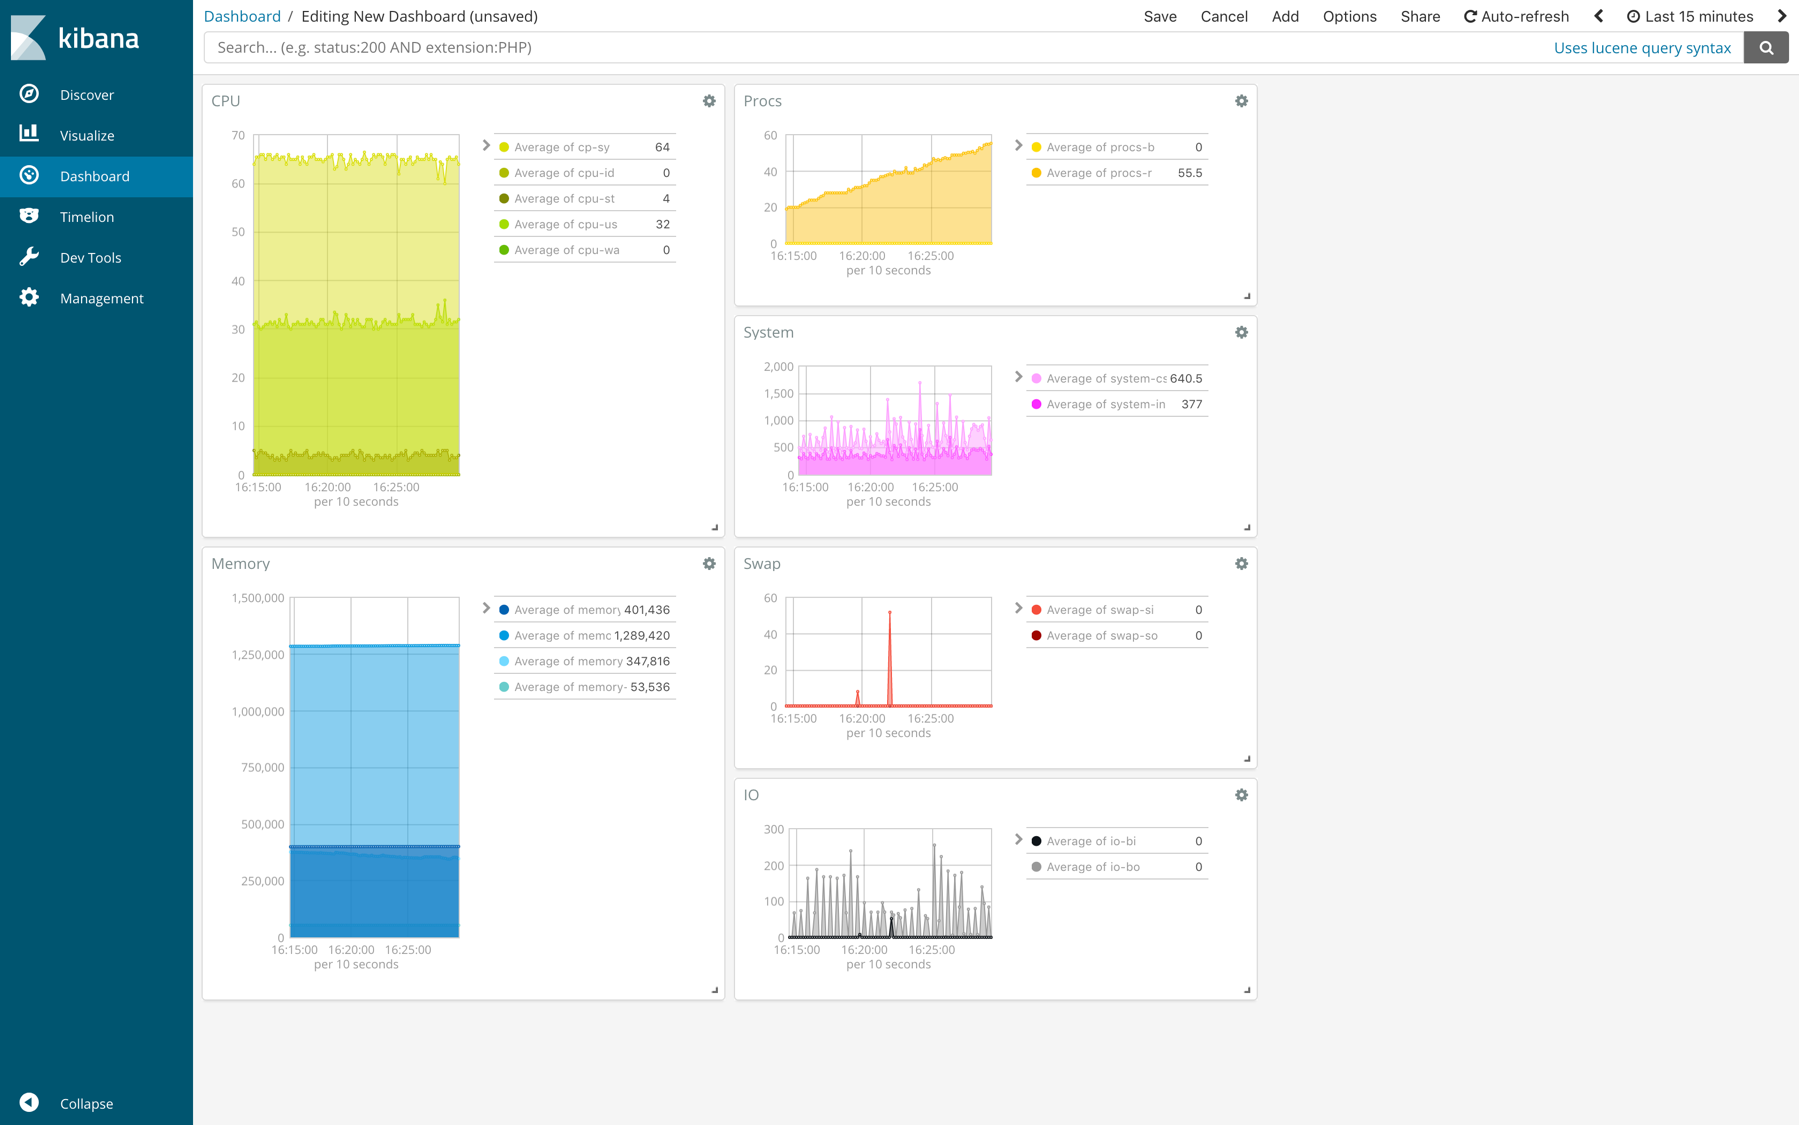 kibana
Discover
Visualize
Dashboard
Timelion
Dev Tools
Management
Collapse
Dashboard / Editing New Dashboard (unsaved)
Save Cancel Add Options Share Auto-refresh Last 15 minutes
Search... (e.g. status:200 AND extension:PHP) Uses lucene query syntax
CPU
70
60
50
40
30
20
10
0
16:15:00 16:20:00 16:25:00
per 10 seconds
Average of cp-sy 64
Average of cpu-id 0
Average of cpu-st 4
Average of cpu-us 32
Average of cpu-wa 0
Procs
60
40
20
0
16:15:00 16:20:00 16:25:00
per 10 seconds
Average of procs-b 0
Average of procs-r 55.5
System
2,000
1,500
1,000
500
0
16:15:00 16:20:00 16:25:00
per 10 seconds
Average of system-cs 640.5
Average of system-in 377
Memory
1,500,000
1,250,000
1,000,000
750,000
500,000
250,000
0
16:15:00 16:20:00 16:25:00
per 10 seconds
Average of memory 401,436
Average of memo 1,289,420
Average of memory 347,816
Average of memory- 53,536
Swap
60
40
20
0
16:15:00 16:20:00 16:25:00
per 10 seconds
Average of swap-si 0
Average of swap-so 0
IO
300
200
100
0
16:15:00 16:20:00 16:25:00
per 10 seconds
Average of io-bi 0
Average of io-bo 0